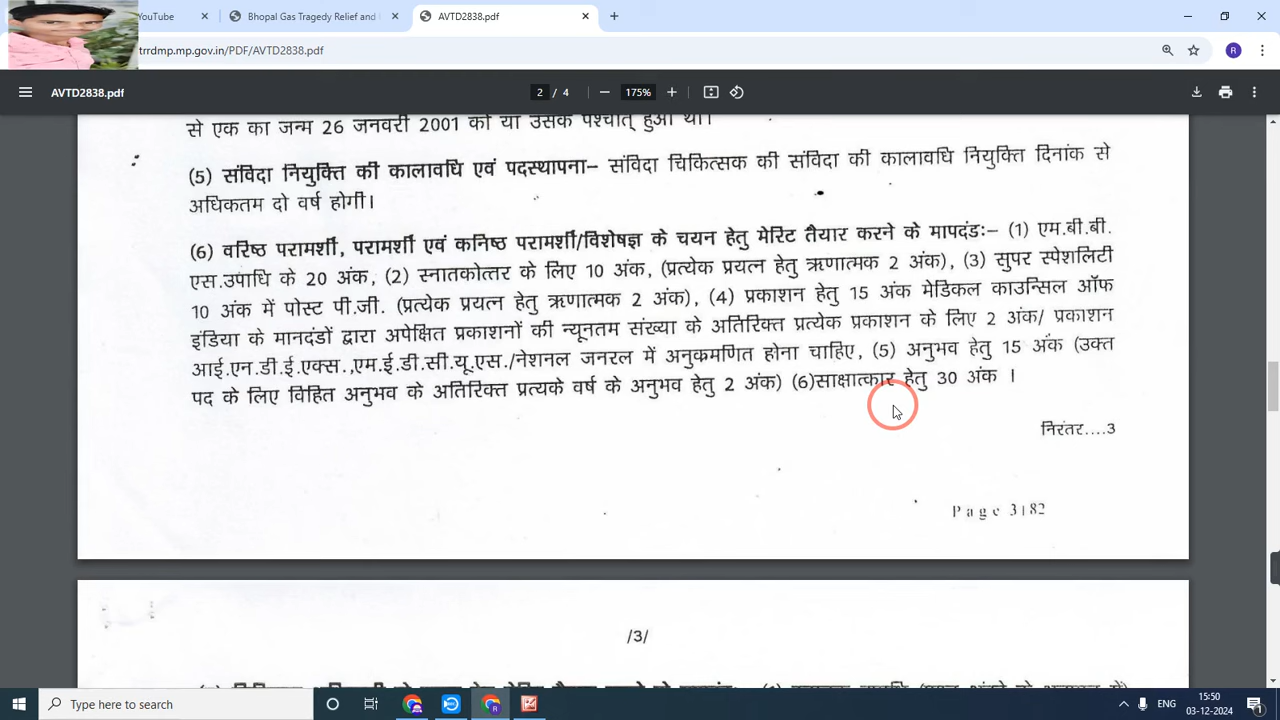 YouTube
Bhopal Gas Tragedy Relief and
AVTD2838.pdf
trrdmp.mp.gov.in/PDF/AVTD2838.pdf
R
AVTD2838.pdf
2 / 4
175%
से एक का जन्म 26 जनवरी 2001 को या उसके पश्चात् हुआ था।
(5) संविदा नियुक्ति की कालावधि एवं पदस्थापना– संविदा चिकित्सक की संविदा की कालावधि नियुक्ति दिनांक से
अधिकतम दो वर्ष होगी।
(6) वरिष्ठ परामर्शी, परामर्शी एवं कनिष्ठ परामर्शी/विशेषज्ञ के चयन हेतु मेरिट तैयार करने के मापदंड:– (1) एम.बी.बी.
एस.उपाधि के 20 अंक, (2) स्नातकोत्तर के लिए 10 अंक, (प्रत्येक प्रयत्न हेतु ऋणात्मक 2 अंक), (3) सुपर स्पेशलिटी
10 अंक में पोस्ट पी.जी. (प्रत्येक प्रयत्न हेतु ऋणात्मक 2 अंक), (4) प्रकाशन हेतु 15 अंक मेडिकल काउन्सिल ऑफ
इंडिया के मानदंडों द्वारा अपेक्षित प्रकाशनों की न्यूनतम संख्या के अतिरिक्त प्रत्येक प्रकाशन के लिए 2 अंक/ प्रकाशन
आई.एन.डी.ई.एक्स.,एम.ई.डी.सी.यू.एस./नेशनल जनरल में अनुक्रमणित होना चाहिए, (5) अनुभव हेतु 15 अंक (उक्त
पद के लिए विहित अनुभव के अतिरिक्त प्रत्यके वर्ष के अनुभव हेतु 2 अंक) (6)साक्षात्कार हेतु 30 अंक ।
निरंतर....3
Page 3|82
/3/
Type here to search
ENG
15:50
03-12-2024